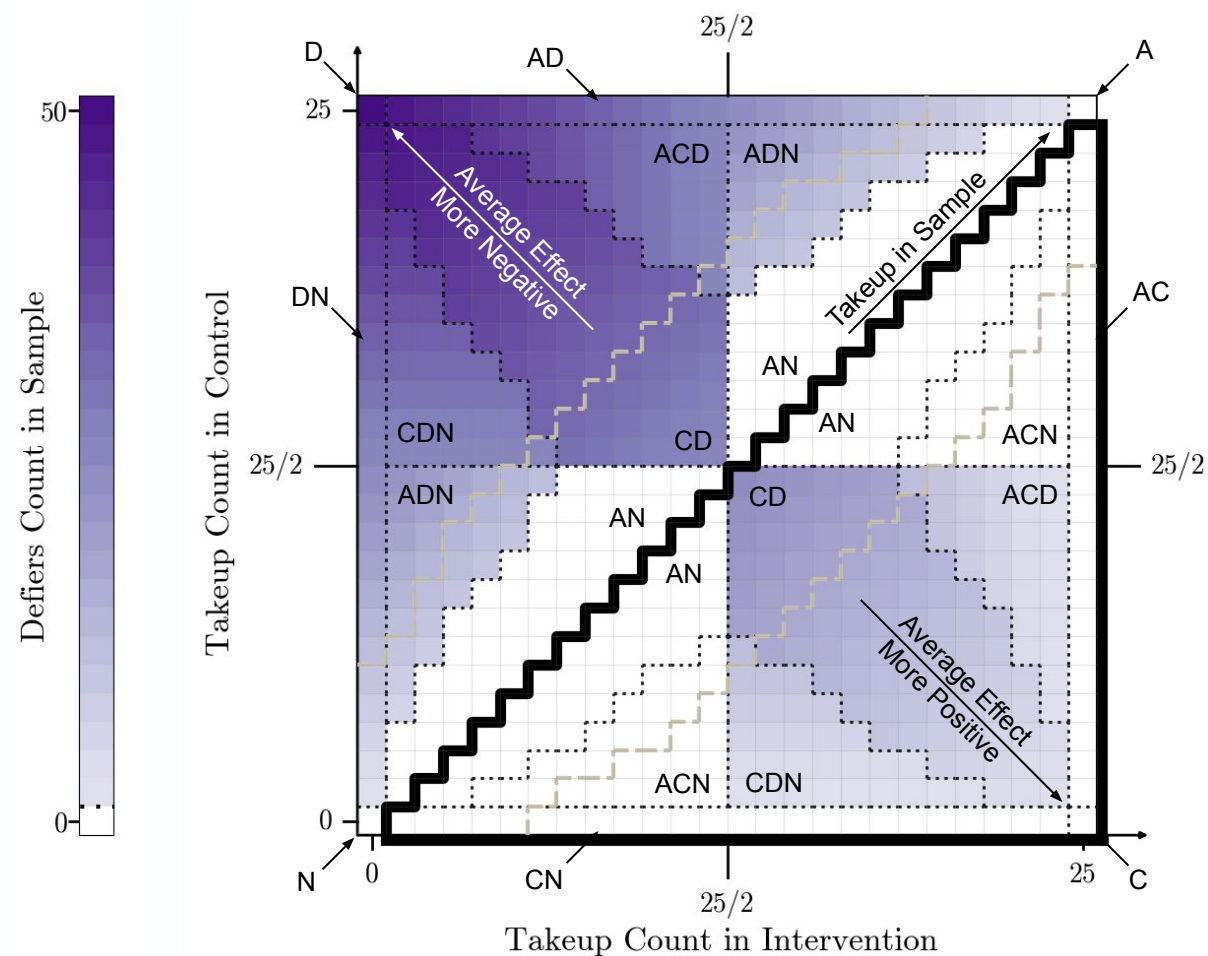 25/2
D
AD
A
50
25
ACD
ADN
Average Effect
More Negative
Takeup in Sample
DN
AC
Defiers Count in Sample
Takeup Count in Control
AN
AN
CDN
CD
ACN
25/2
25/2
ADN
CD
ACD
AN
AN
Average Effect
More Positive
ACN
CDN
0
0
N
0
CN
25
C
25/2
Takeup Count in Intervention